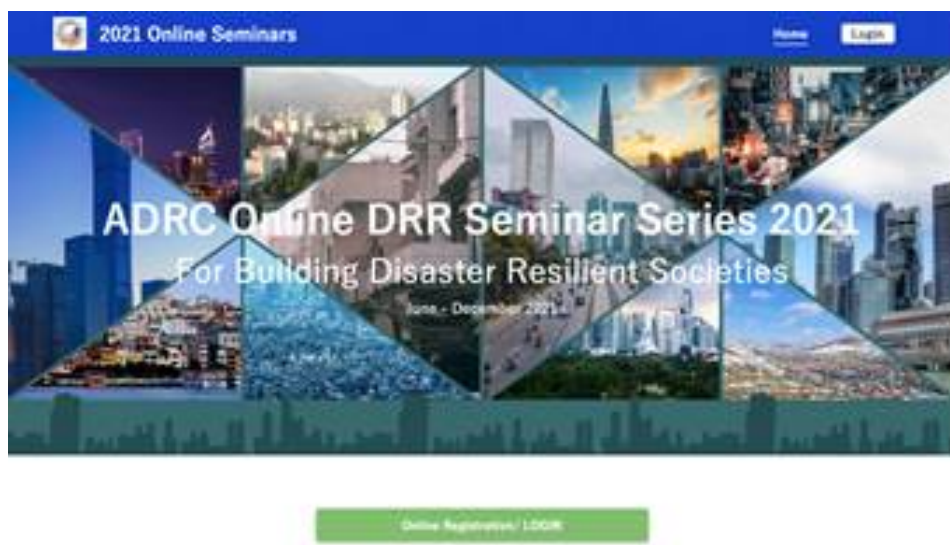 2021 Online Seminars
Home
Login
ADRC Online DRR Seminar Series 2021
For Building Disaster Resilient Societies
June - December 2021
Online Registration/ LOGIN